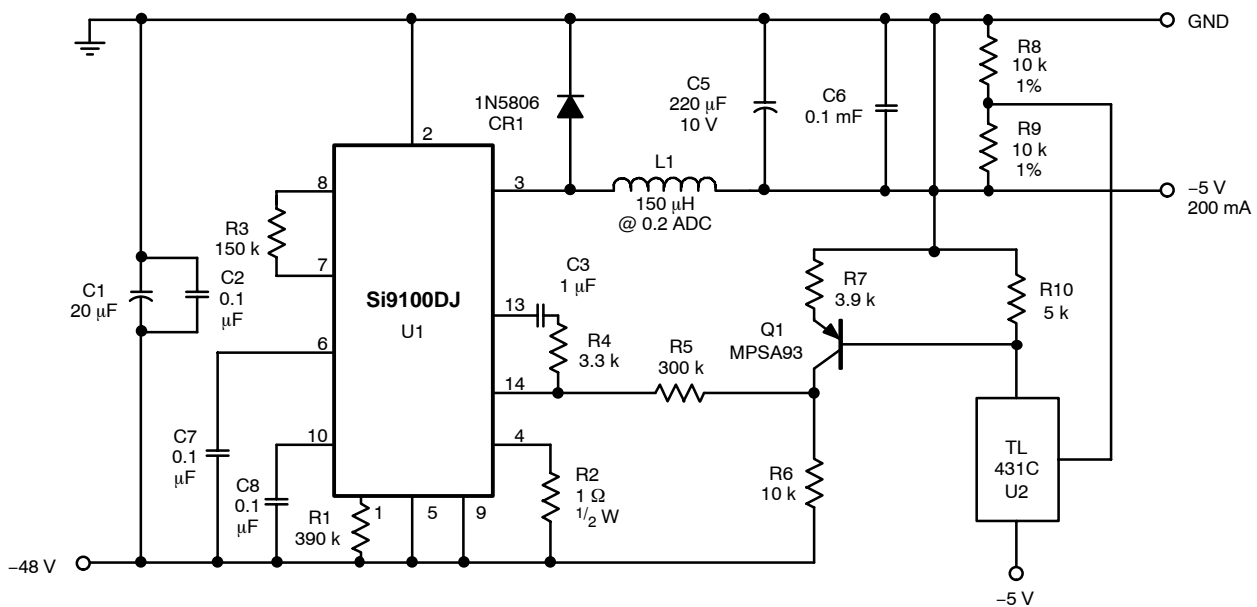 GND
R8
10 k
1%
C5
220 μF
10 V
C6
0.1 mF
1N5806
CR1
2
R9
10 k
1%
L1
8
3
−5 V
200 mA
150 μH
@ 0.2 ADC
R3
150 k
7
C3
1 μF
C1
20 μF
C2
0.1
μF
Si9100DJ
U1
13
R7
3.9 k
R10
5 k
Q1
MPSA93
R4
3.3 k
6
R5
300 k
14
C7
0.1
μF
10
4
TL
431C
U2
C8
0.1
μF
R2
1 Ω
1/2 W
R6
10 k
R1
390 k
1
5
9
−48 V
−5 V